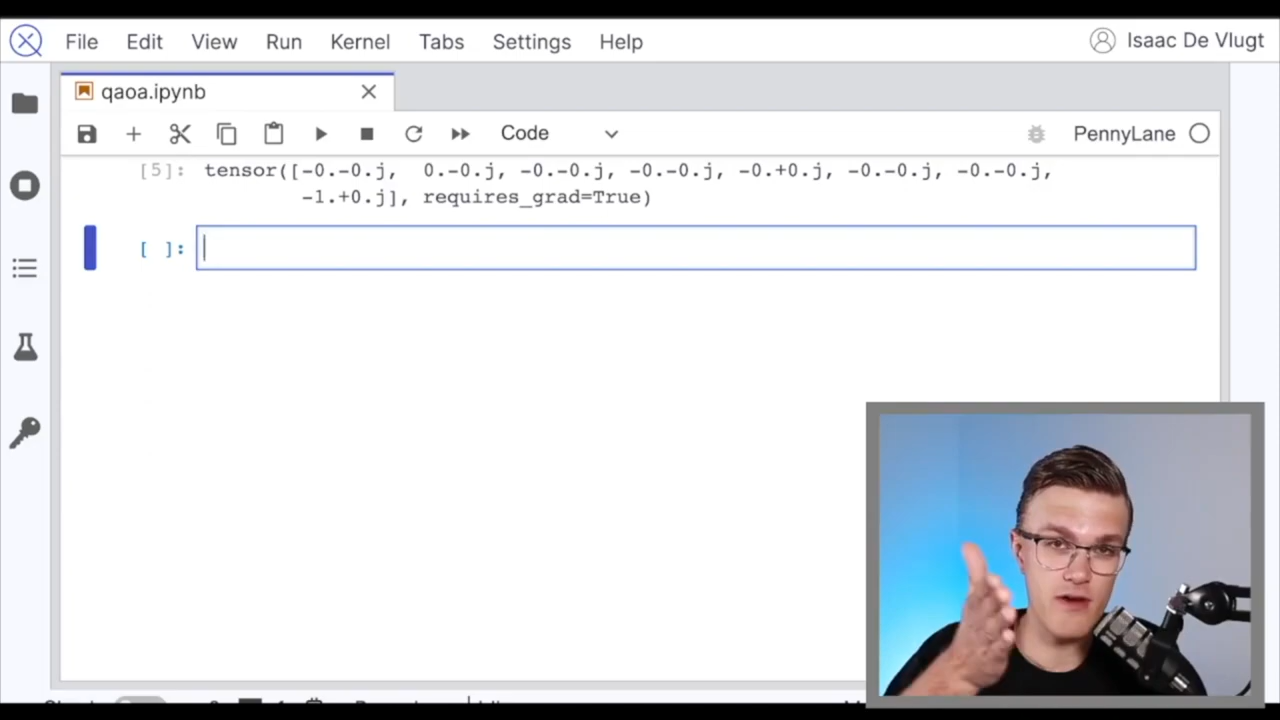 File Edit View Run Kernel Tabs Settings Help Isaac De Vlugt
qaoa.ipynb
Code PennyLane
[5]: tensor([-0.-0.j, 0.-0.j, -0.-0.j, -0.-0.j, -0.+0.j, -0.-0.j, -0.-0.j,
-1.+0.j], requires_grad=True)
[ ]: